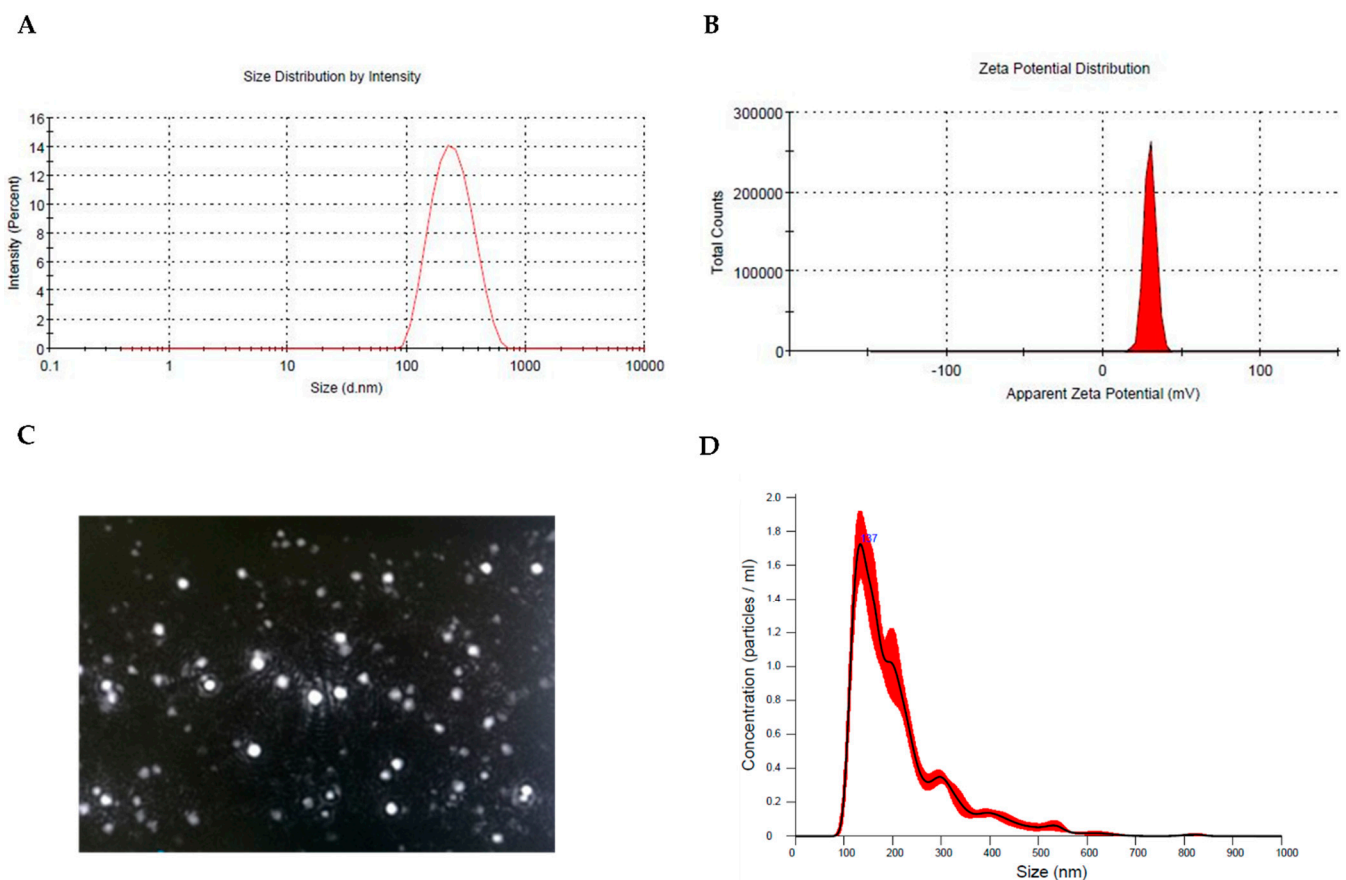 A
Size Distribution by Intensity
16
14
12
10
8
6
4
2
0
Intensity (Percent)
0.1 1 10 100 1000 10000
Size (d.nm)
B
Zeta Potential Distribution
300000
200000
100000
0
Total Counts
-100 0 100
Apparent Zeta Potential (mV)
C
D
2.0
1.8
1.6
1.4
1.2
1.0
0.8
0.6
0.4
0.2
0
Concentration (particles / ml)
137
0 100 200 300 400 500 600 700 800 900 1000
Size (nm)